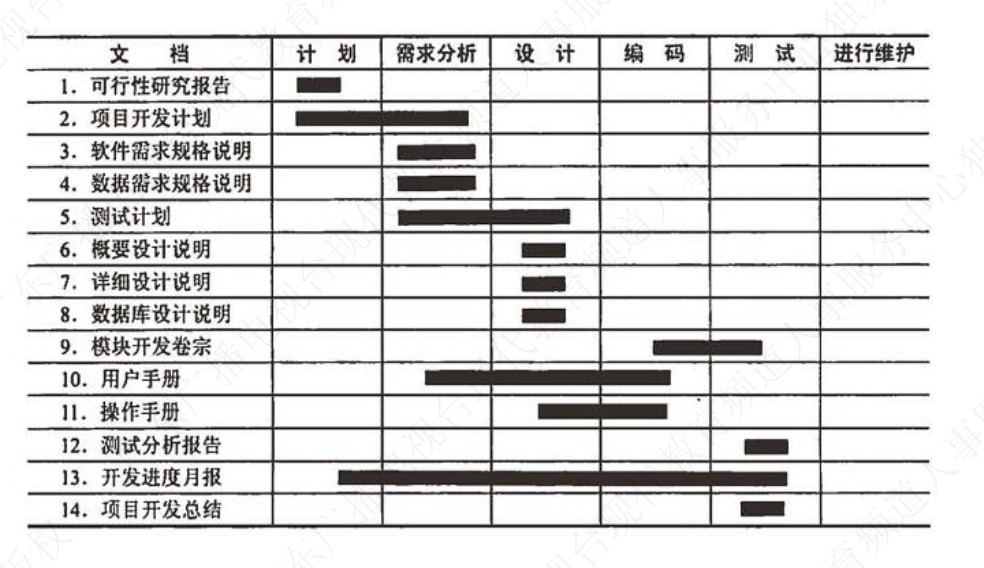 文 档 计 划 需求分析 设 计 编 码 测 试 进行维护
1. 可行性研究报告
2. 项目开发计划
3. 软件需求规格说明
4. 数据需求规格说明
5. 测试计划
6. 概要设计说明
7. 详细设计说明
8. 数据库设计说明
9. 模块开发卷宗
10. 用户手册
11. 操作手册
12. 测试分析报告
13. 开发进度月报
14. 项目开发总结